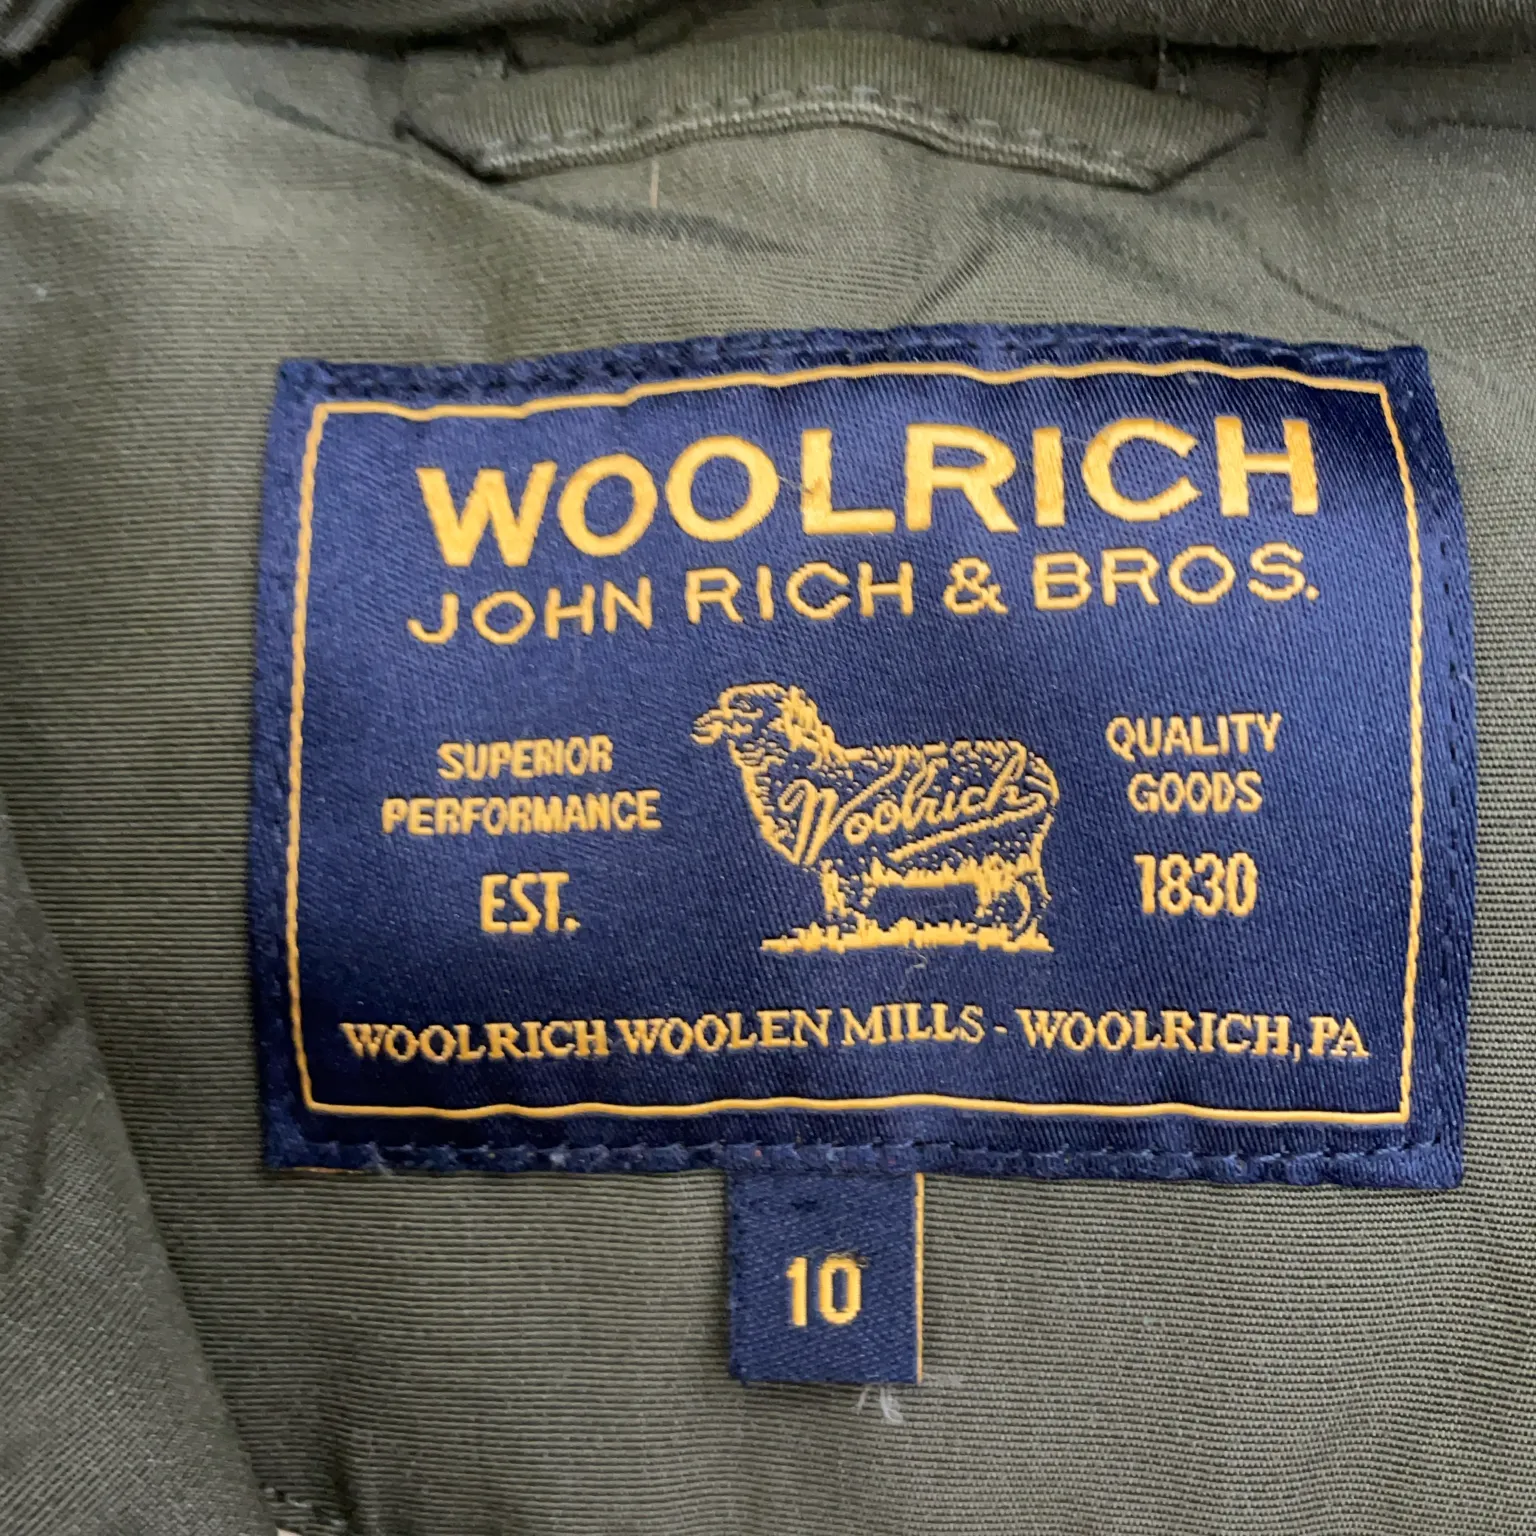 WOOLRICH
JOHN RICH & BROS.
SUPERIOR
PERFORMANCE
EST.
Woolrich
QUALITY
GOODS
1830
WOOLRICH WOOLEN MILLS - WOOLRICH, PA
10